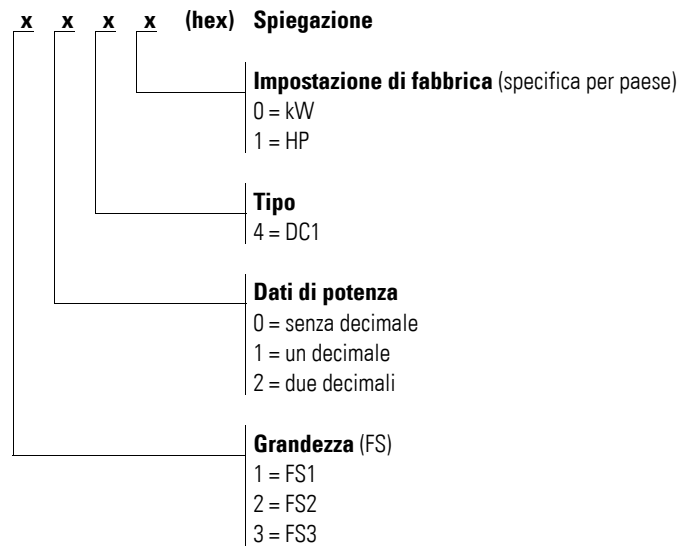 x x x x (hex) Spiegazione
Impostazione di fabbrica (specifica per paese)
0 = kW
1 = HP
Tipo
4 = DC1
Dati di potenza
0 = senza decimale
1 = un decimale
2 = due decimali
Grandezza (FS)
1 = FS1
2 = FS2
3 = FS3